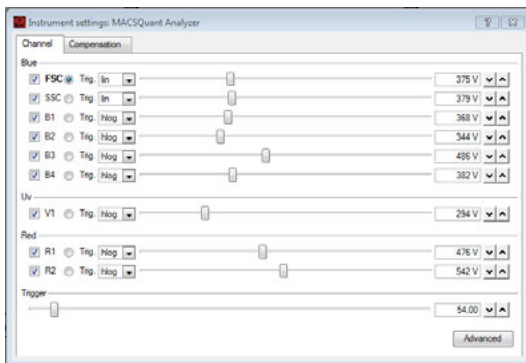 Instrument settings: MACSQuant Analyzer
Channel Compensation
Blue
FSC Trig. lin 375 V
SSC Trig. lin 379 V
B1 Trig. hlog 368 V
B2 Trig. hlog 344 V
B3 Trig. hlog 486 V
B4 Trig. hlog 382 V
Uv
V1 Trig. hlog 294 V
Red
R1 Trig. hlog 476 V
R2 Trig. hlog 542 V
Trigger
54.00
Advanced